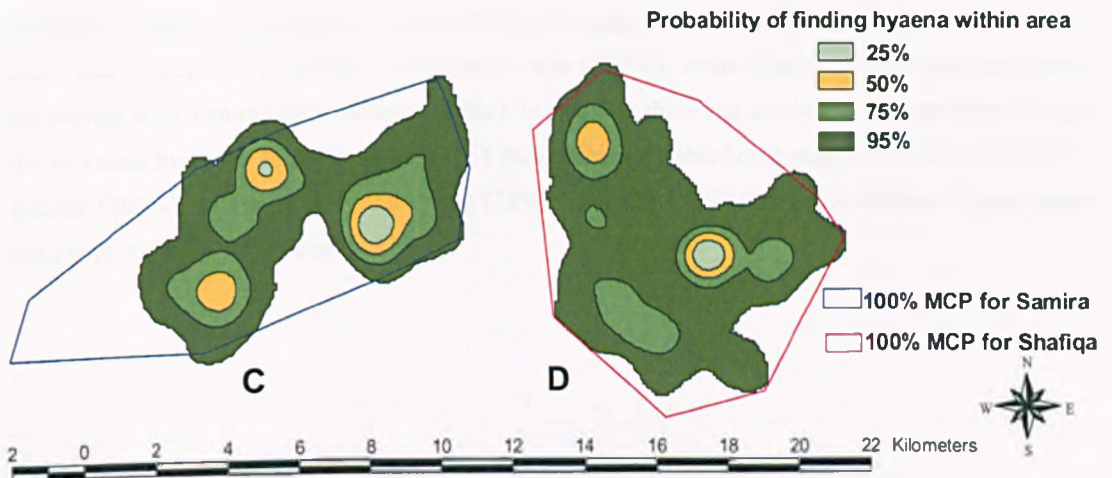 Probability of finding hyaena within area
25%
50%
75%
95%
100% MCP for Samira
100% MCP for Shafiqa
C
D
N
W E
S
2 0 2 4 6 8 10 12 14 16 18 20 22 Kilometers